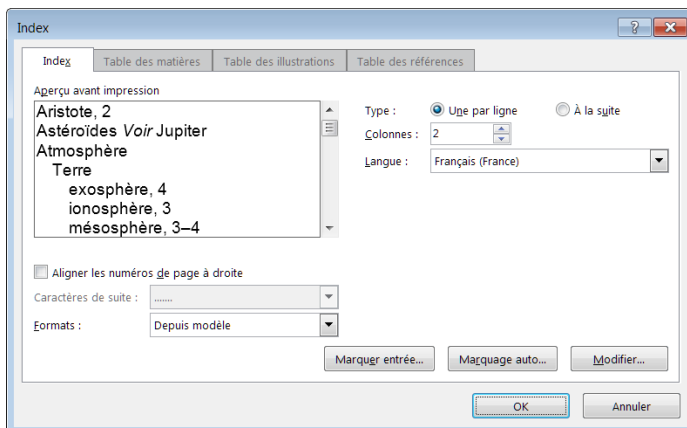 Index
Index
Table des matières
Table des illustrations
Table des références
Aperçu avant impression
Aristote, 2
Astéroïdes Voir Jupiter
Atmosphère
Terre
exosphère, 4
ionosphère, 3
mésosphère, 3–4
Type :
Une par ligne
À la suite
Colonnes :
2
Langue :
Français (France)
Aligner les numéros de page à droite
Caractères de suite :
.......
Formats :
Depuis modèle
Marquer entrée...
Marquage auto...
Modifier...
OK
Annuler